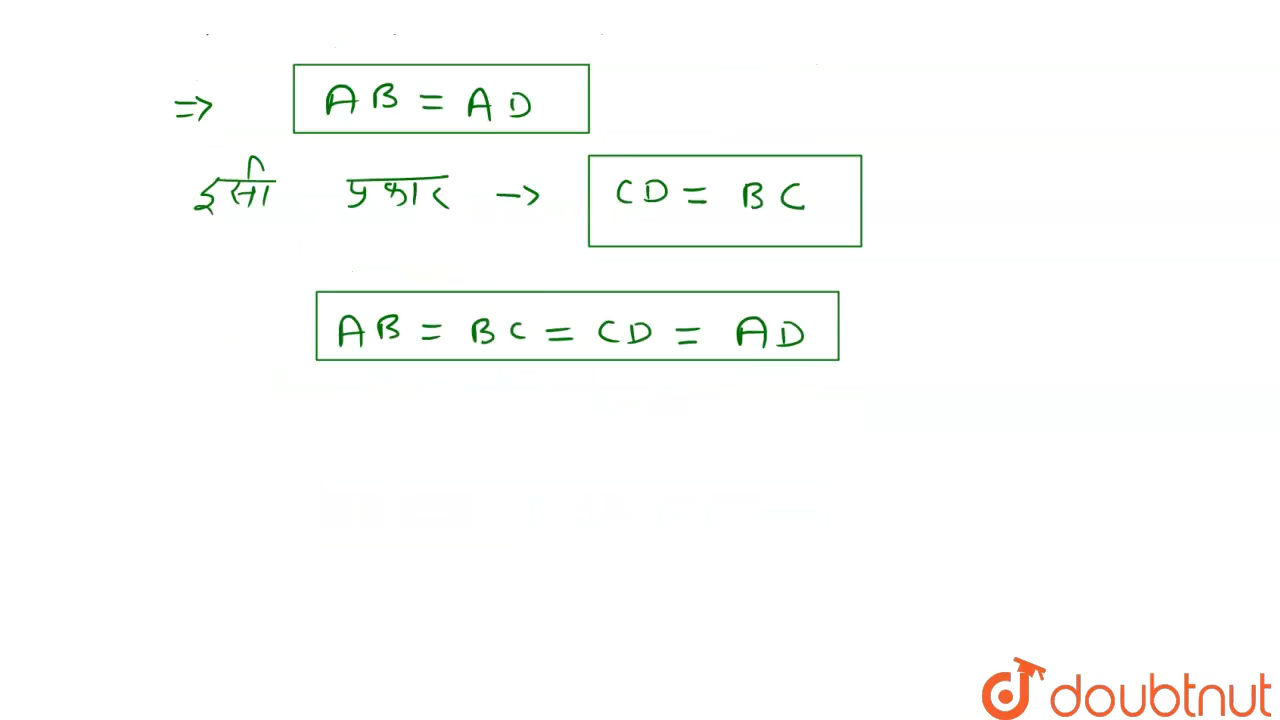 ⇒ AB = AD
इसी प्रकार → CD = BC
AB = BC = CD = AD
doubtnut